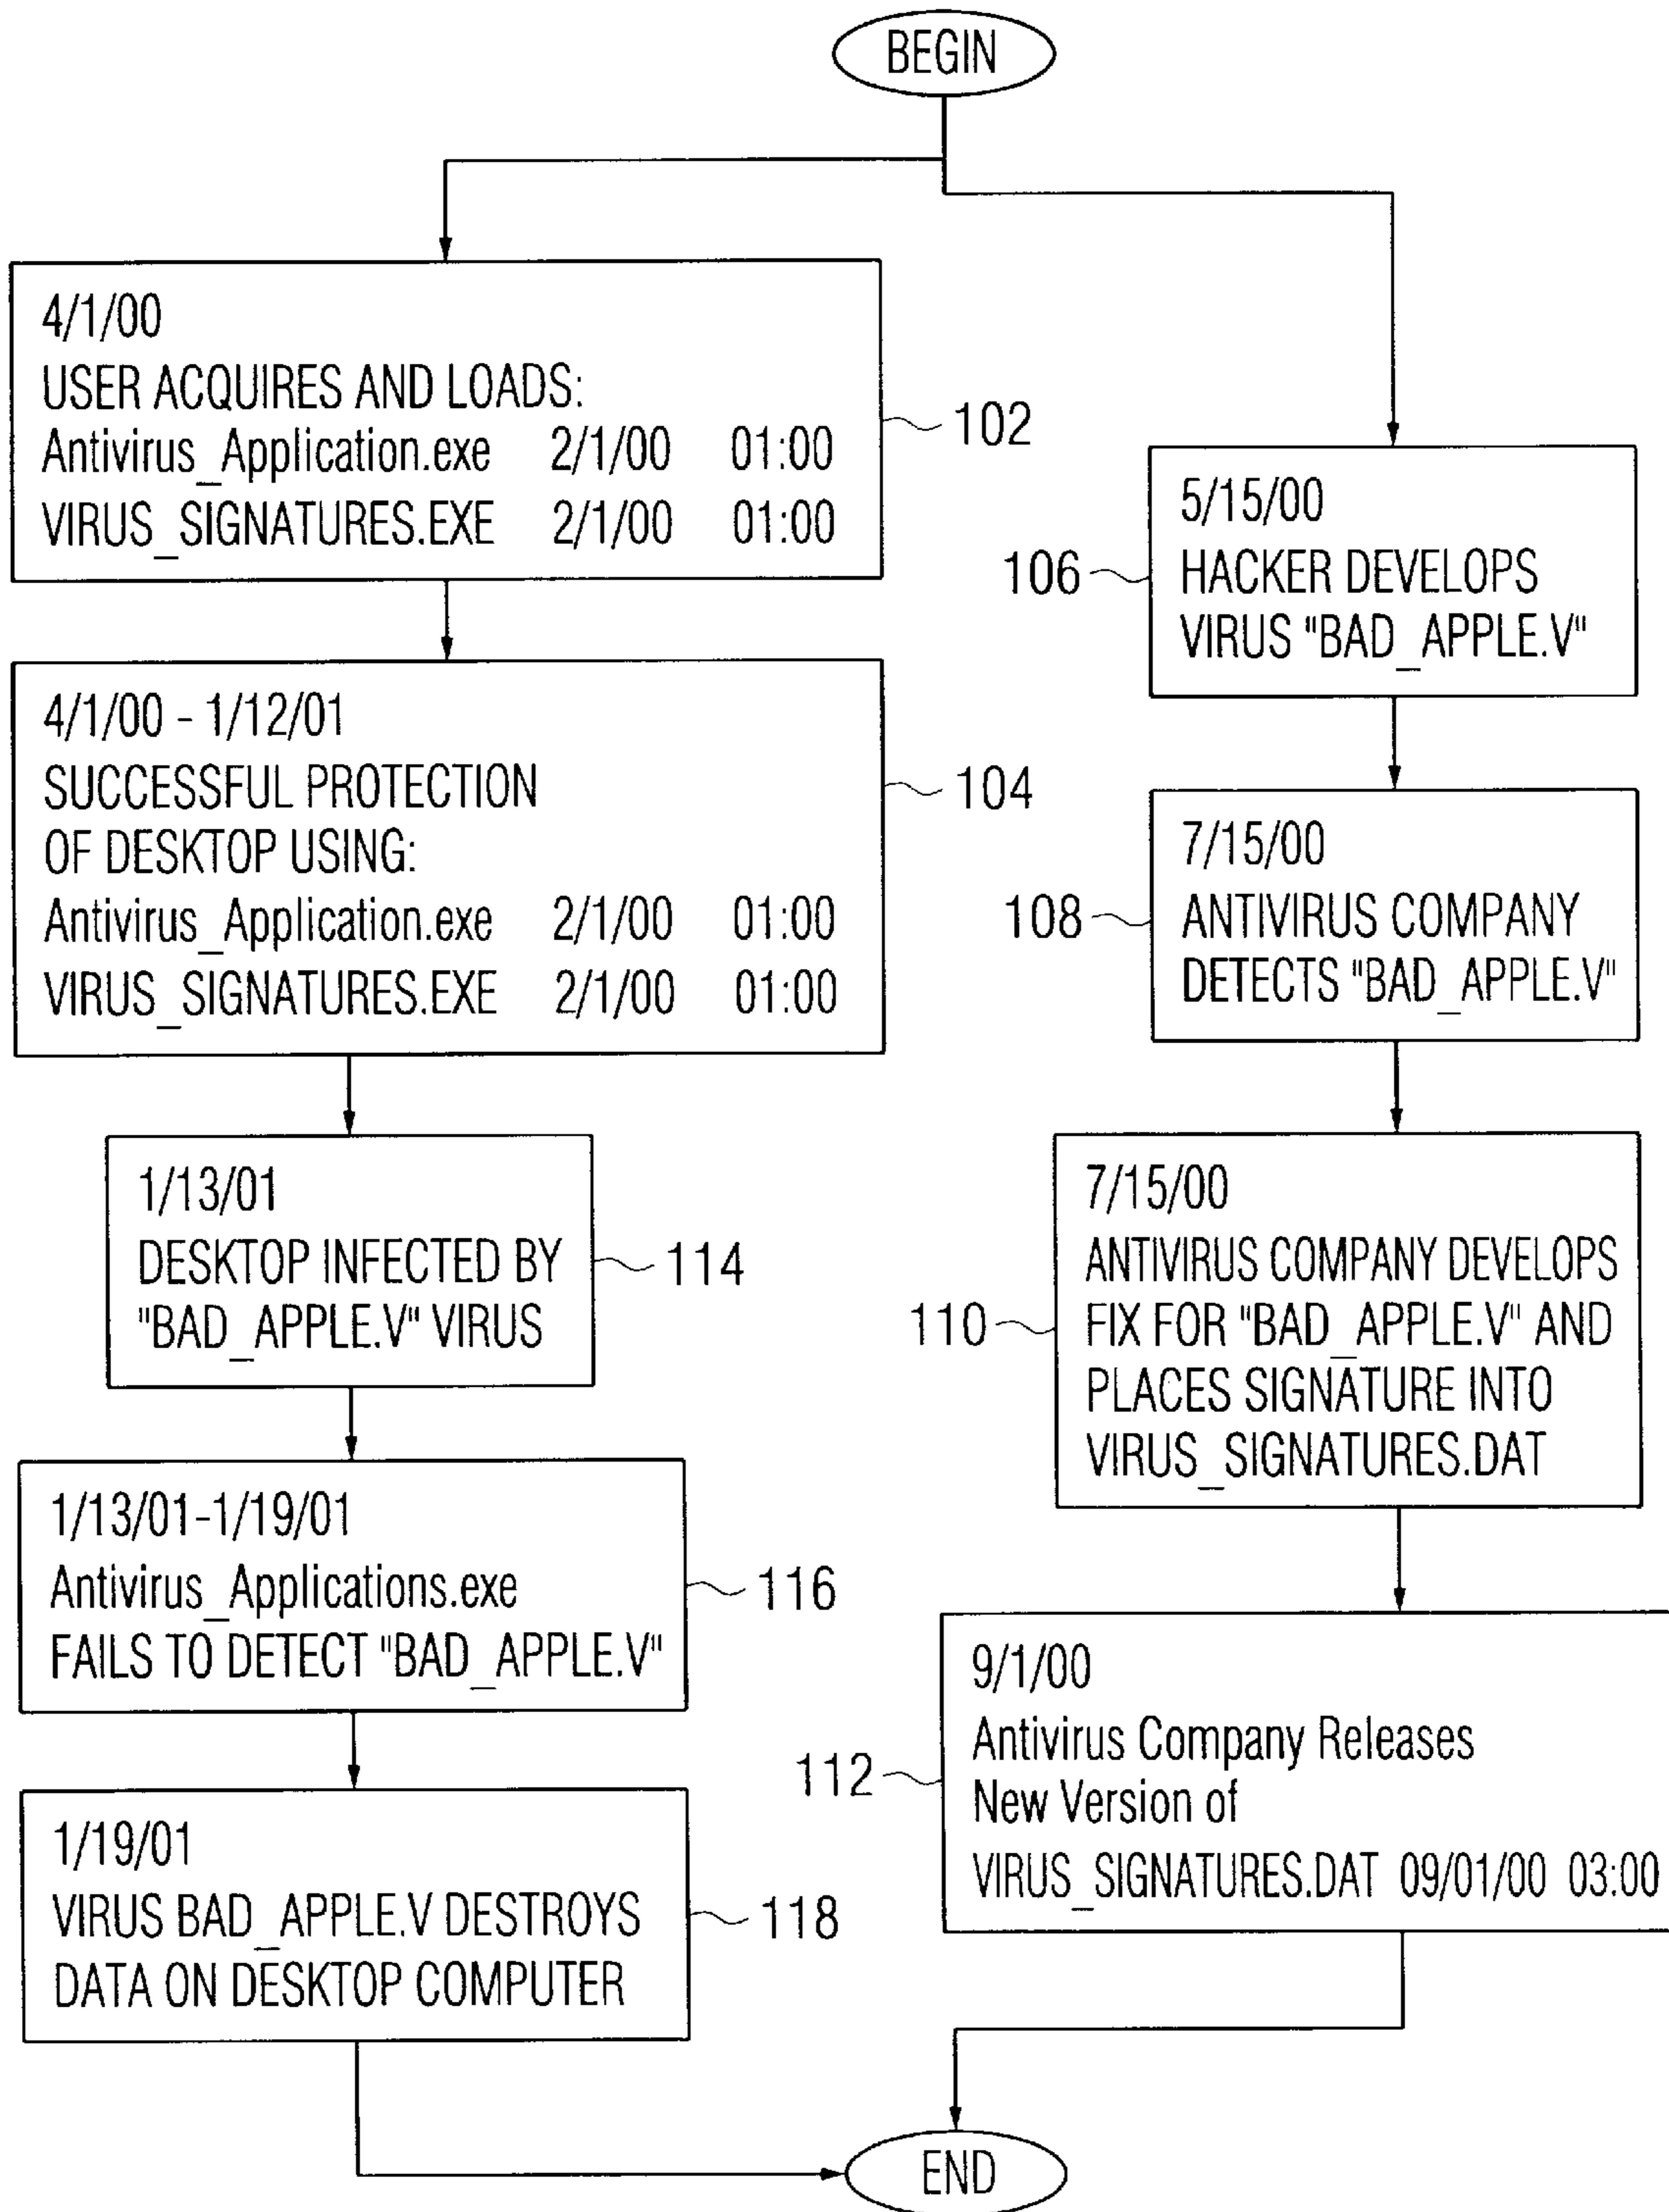 BEGIN
4/1/00
USER ACQUIRES AND LOADS:
Antivirus_Application.exe 2/1/00 01:00
VIRUS_SIGNATURES.EXE 2/1/00 01:00
102
4/1/00 - 1/12/01
SUCCESSFUL PROTECTION
OF DESKTOP USING:
Antivirus_Application.exe 2/1/00 01:00
VIRUS_SIGNATURES.EXE 2/1/00 01:00
104
1/13/01
DESKTOP INFECTED BY
"BAD_APPLE.V" VIRUS
114
1/13/01-1/19/01
Antivirus_Applications.exe
FAILS TO DETECT "BAD_APPLE.V"
116
1/19/01
VIRUS BAD_APPLE.V DESTROYS
DATA ON DESKTOP COMPUTER
118
5/15/00
HACKER DEVELOPS
VIRUS "BAD_APPLE.V"
106
7/15/00
ANTIVIRUS COMPANY
DETECTS "BAD_APPLE.V"
108
7/15/00
ANTIVIRUS COMPANY DEVELOPS
FIX FOR "BAD_APPLE.V" AND
PLACES SIGNATURE INTO
VIRUS_SIGNATURES.DAT
110
9/1/00
Antivirus Company Releases
New Version of
VIRUS_SIGNATURES.DAT 09/01/00 03:00
112
END